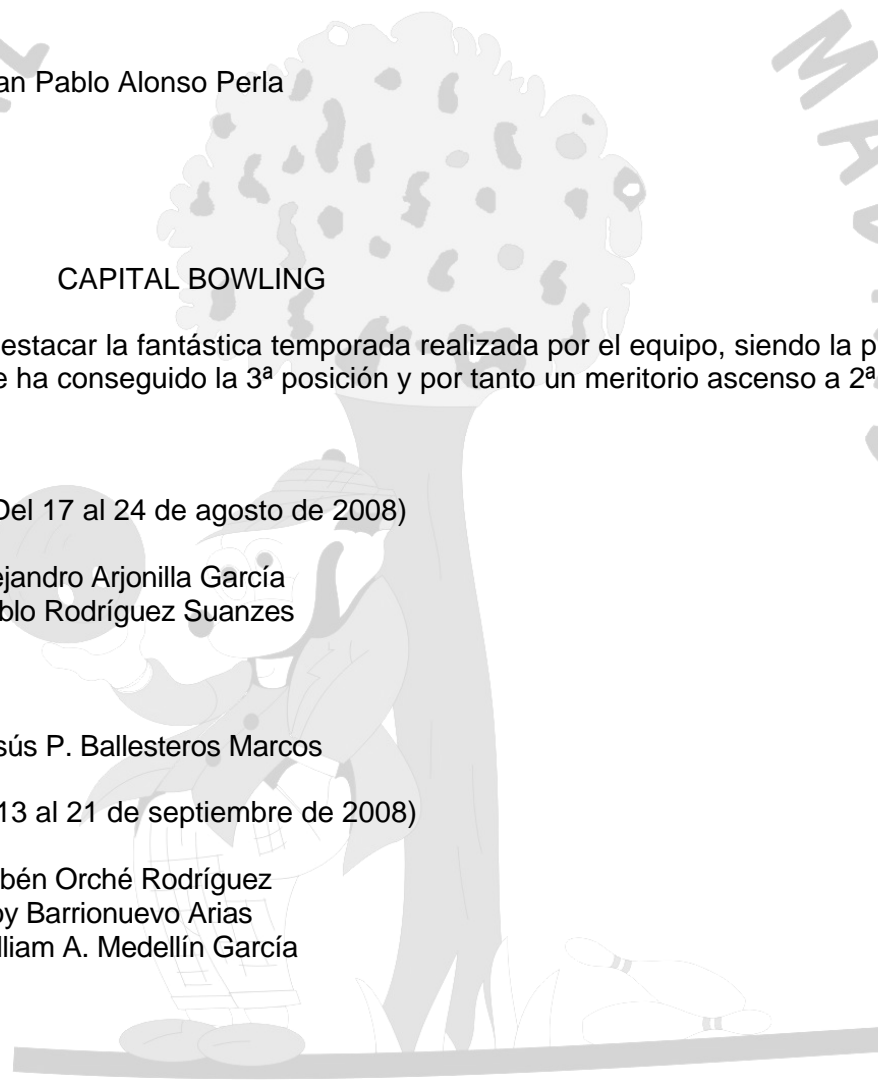 an Pablo Alonso Perla
CAPITAL BOWLING
estacar la fantástica temporada realizada por el equipo, siendo la p
e ha conseguido la 3ª posición y por tanto un meritorio ascenso a 2ª
Del 17 al 24 de agosto de 2008)
ejandro Arjonilla García
blo Rodríguez Suanzes
sús P. Ballesteros Marcos
13 al 21 de septiembre de 2008)
bén Orché Rodríguez
oy Barrionuevo Arias
lliam A. Medellín García